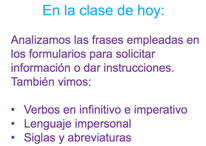 En la clase de hoy:
Analizamos las frases empleadas en
los formularios para solicitar
información o dar instrucciones.
También vimos:
• Verbos en infinitivo e imperativo
• Lenguaje impersonal
• Siglas y abreviaturas